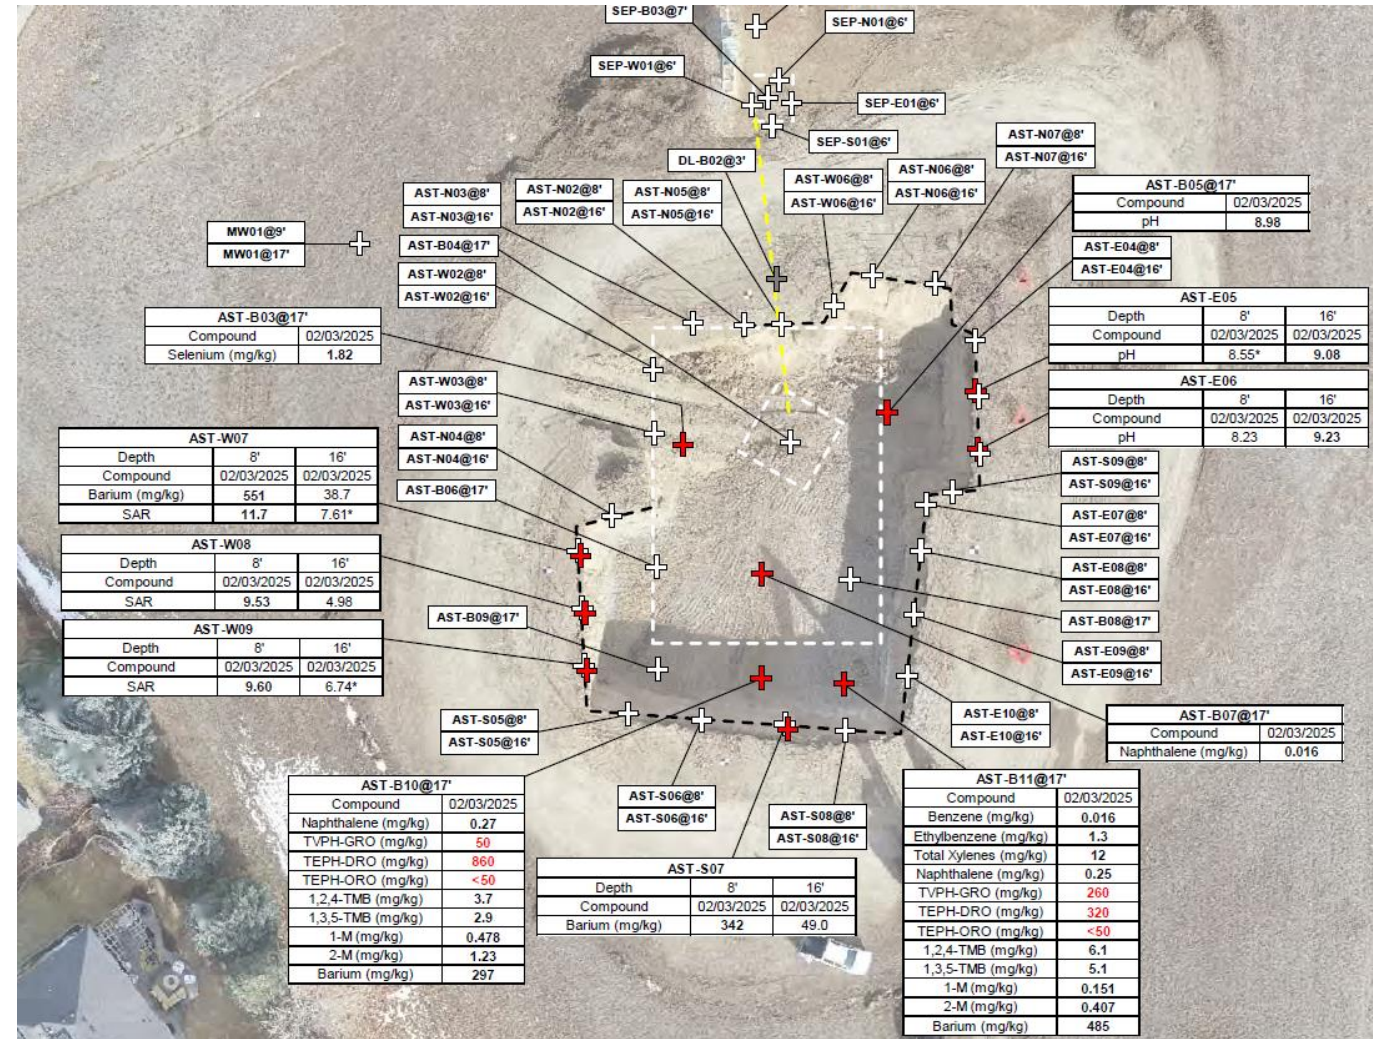 SEP-B03@7'
SEP-N01@6'
SEP-W01@6'
SEP-E01@6'
SEP-S01@6'
DL-B02@3'
AST-N07@8'
AST-N07@16'
AST-N03@8'
AST-N03@16'
AST-N02@8'
AST-N02@16'
AST-N05@8'
AST-N05@16'
AST-W06@8'
AST-W06@16'
AST-N06@8'
AST-N06@16'
AST-B05@17'
Compound 02/03/2025
pH 8.98
MW01@9'
MW01@17'
AST-B04@17'
AST-W02@8'
AST-W02@16'
AST-E04@8'
AST-E04@16'
AST-B03@17'
Compound 02/03/2025
Selenium (mg/kg) 1.82
AST-E05
Depth 8' 16'
Compound 02/03/2025 02/03/2025
pH 8.55* 9.08
AST-W03@8'
AST-W03@16'
AST-E06
Depth 8' 16'
Compound 02/03/2025 02/03/2025
pH 8.23 9.23
AST-N04@8'
AST-N04@16'
AST-W07
Depth 8' 16'
Compound 02/03/2025 02/03/2025
Barium (mg/kg) 551 38.7
SAR 11.7 7.61*
AST-B06@17'
AST-S09@8'
AST-S09@16'
AST-E07@8'
AST-E07@16'
AST-W08
Depth 8' 16'
Compound 02/03/2025 02/03/2025
SAR 9.53 4.98
AST-E08@8'
AST-E08@16'
AST-B09@17'
AST-B08@17'
AST-W09
Depth 8' 16'
Compound 02/03/2025 02/03/2025
SAR 9.60 6.74*
AST-E09@8'
AST-E09@16'
AST-S05@8'
AST-S05@16'
AST-E10@8'
AST-E10@16'
AST-B07@17'
Compound 02/03/2025
Naphthalene (mg/kg) 0.016
AST-B10@17'
Compound 02/03/2025
Naphthalene (mg/kg) 0.27
TVPH-GRO (mg/kg) 50
TEPH-DRO (mg/kg) 860
TEPH-ORO (mg/kg) <50
1,2,4-TMB (mg/kg) 3.7
1,3,5-TMB (mg/kg) 2.9
1-M (mg/kg) 0.478
2-M (mg/kg) 1.23
Barium (mg/kg) 297
AST-S06@8'
AST-S06@16'
AST-S08@8'
AST-S08@16'
AST-S07
Depth 8' 16'
Compound 02/03/2025 02/03/2025
Barium (mg/kg) 342 49.0
AST-B11@17'
Compound 02/03/2025
Benzene (mg/kg) 0.016
Ethylbenzene (mg/kg) 1.3
Total Xylenes (mg/kg) 12
Naphthalene (mg/kg) 0.25
TVPH-GRO (mg/kg) 260
TEPH-DRO (mg/kg) 320
TEPH-ORO (mg/kg) <50
1,2,4-TMB (mg/kg) 6.1
1,3,5-TMB (mg/kg) 5.1
1-M (mg/kg) 0.151
2-M (mg/kg) 0.407
Barium (mg/kg) 485